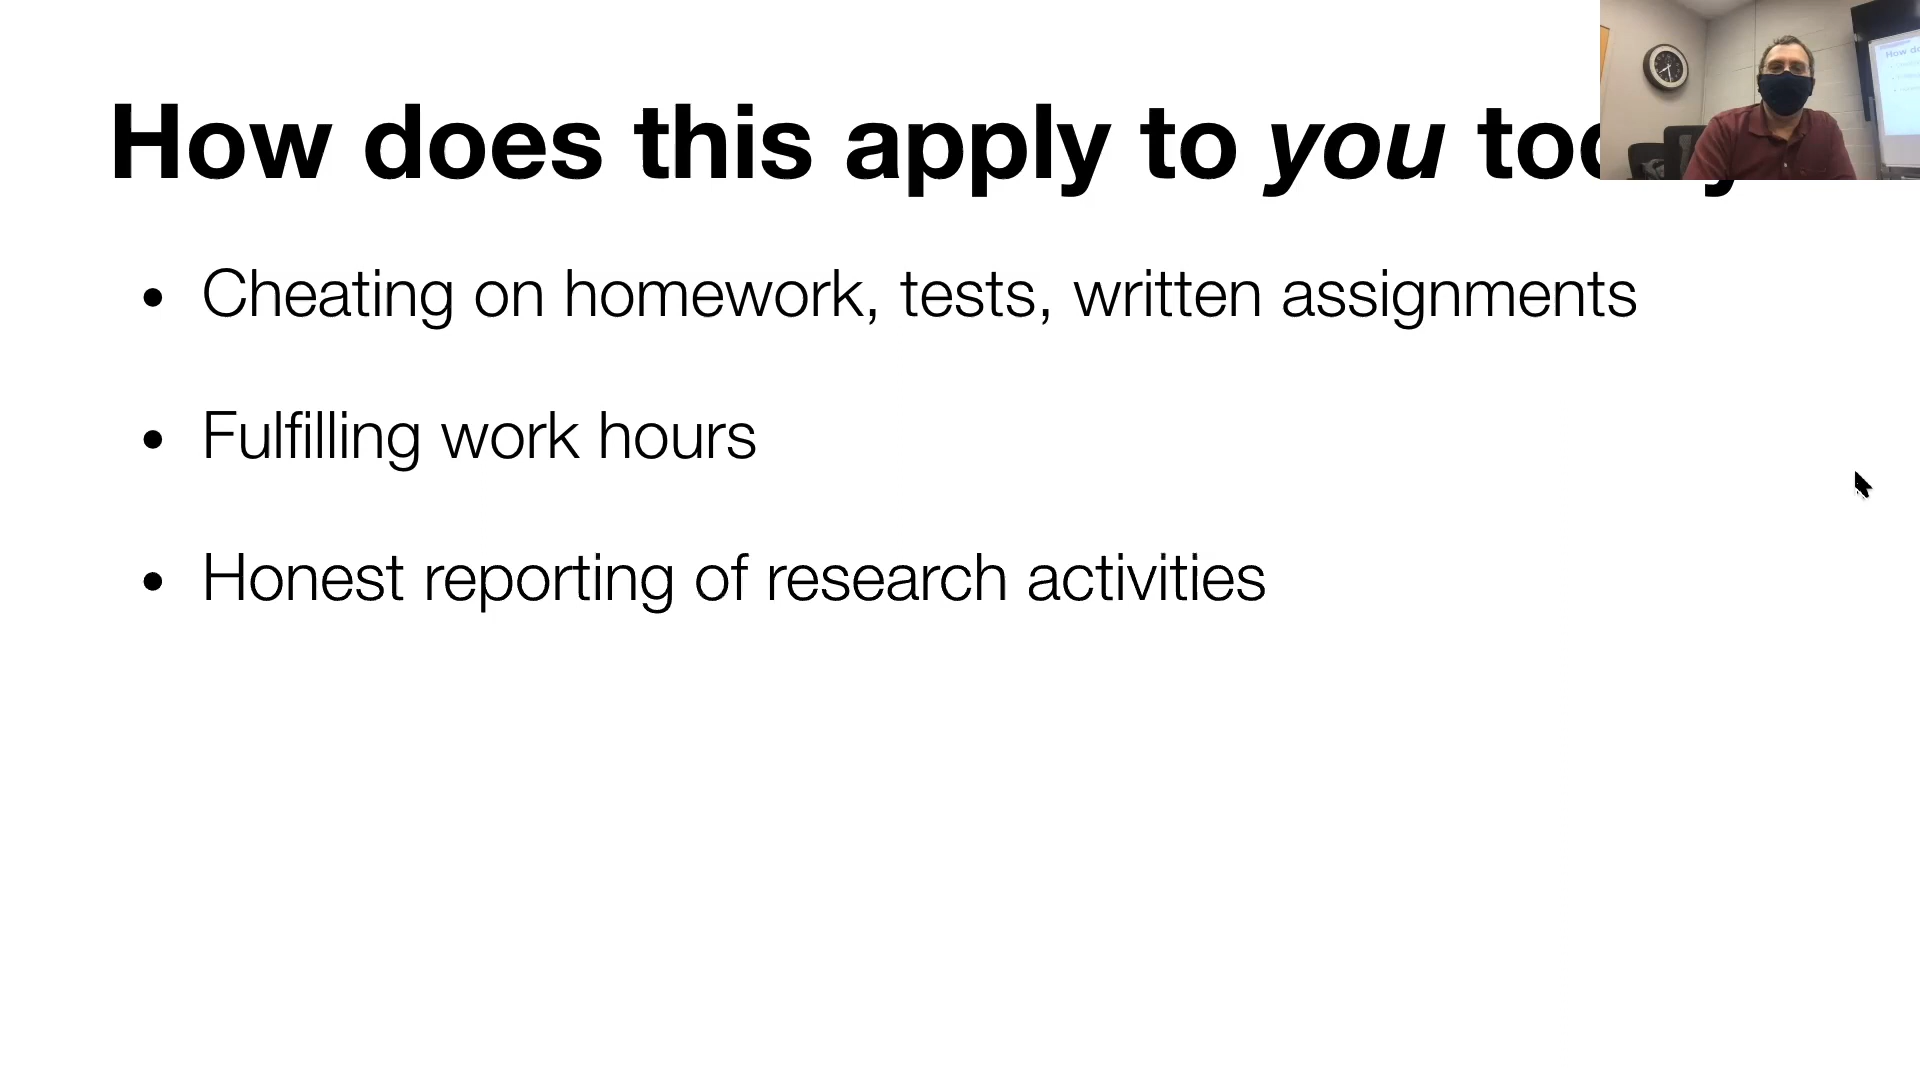 How does this apply to you
• Cheating on homework, tests, written assignments
• Fulfilling work hours
• Honest reporting of research activities